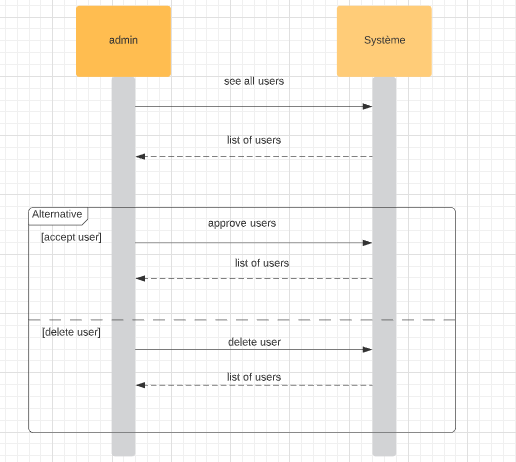 admin
Système
see all users
list of users
Alternative
[accept user]
approve users
list of users
[delete user]
delete user
list of users